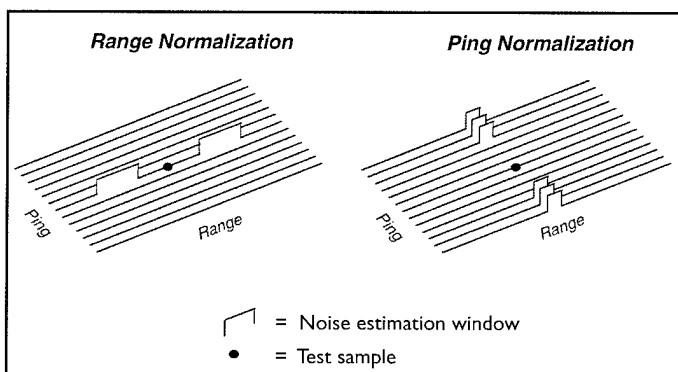 Range Normalization
Ping Normalization
Ping
Range
Ping
Range
= Noise estimation window
= Test sample